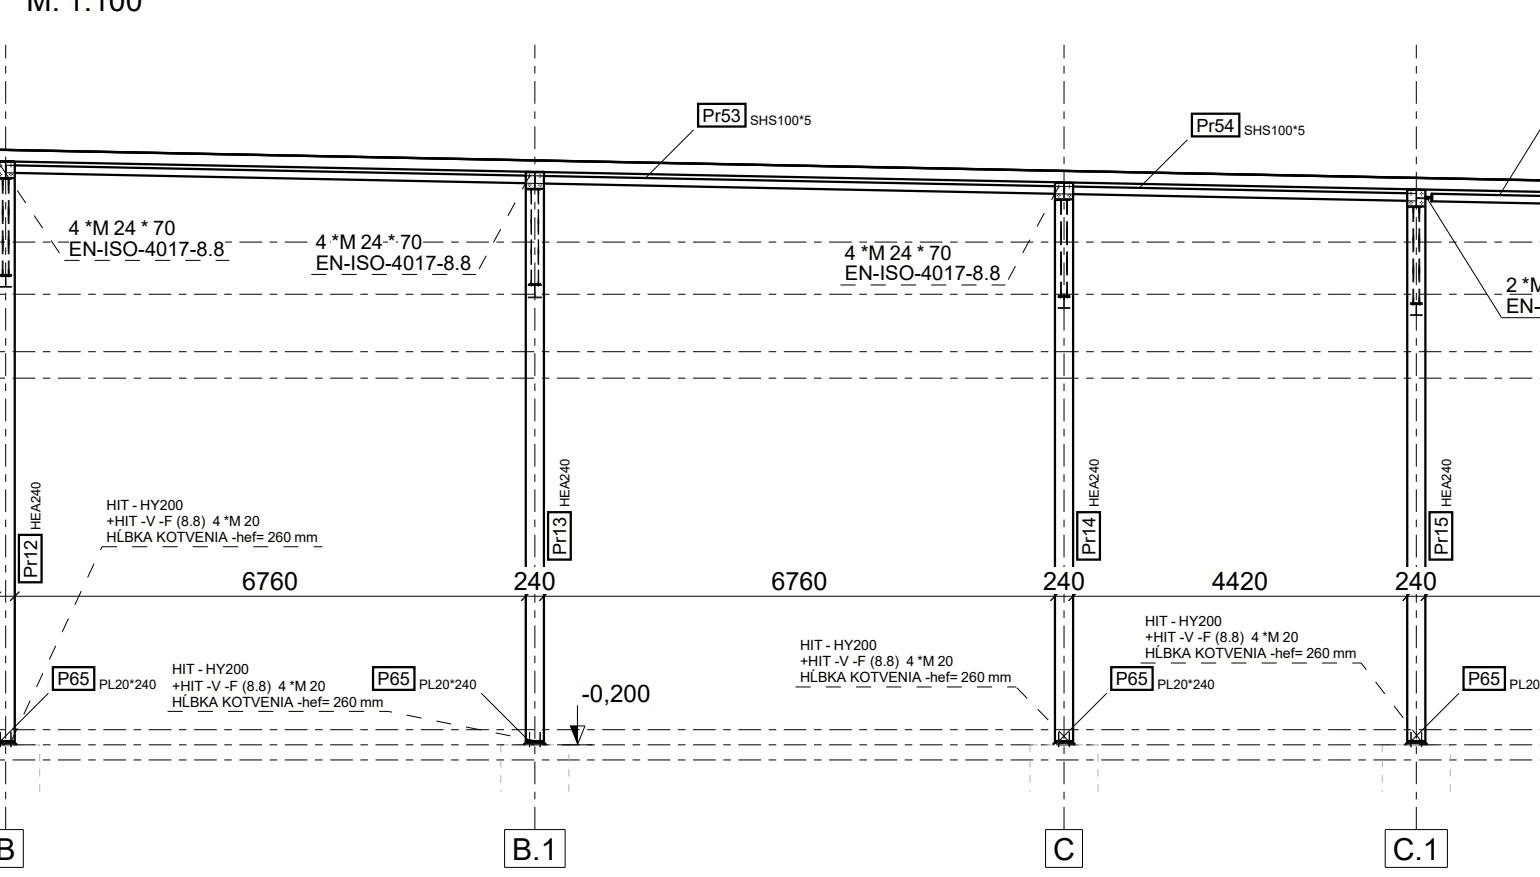 M. 1:100
Pr53 SHS100*5
Pr54 SHS100*5
4 *M 24 * 70
EN-ISO-4017-8.8
4 *M 24 * 70
EN-ISO-4017-8.8
4 *M 24 * 70
EN-ISO-4017-8.8
2 *M
EN-
Pr12 HEA240
Pr13 HEA240
Pr14 HEA240
Pr15 HEA240
HIT - HY200
+HIT -V -F (8.8) 4 *M 20
HĹBKA KOTVENIA -hef= 260 mm
6760
240
6760
240
4420
240
HIT - HY200
+HIT -V -F (8.8) 4 *M 20
HĹBKA KOTVENIA -hef= 260 mm
HIT - HY200
+HIT -V -F (8.8) 4 *M 20
HĹBKA KOTVENIA -hef= 260 mm
HIT - HY200
+HIT -V -F (8.8) 4 *M 20
HĹBKA KOTVENIA -hef= 260 mm
P65 PL20*240
P65 PL20*240
P65 PL20*240
P65 PL20
-0,200
B
B.1
C
C.1